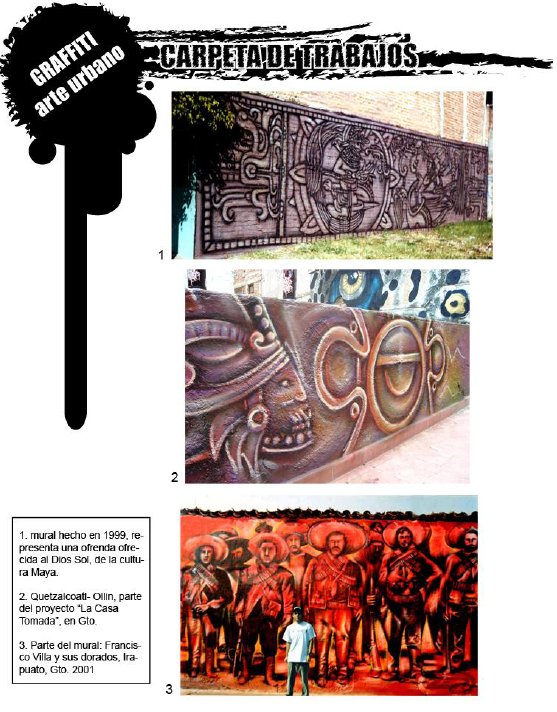 GRAFFITI
arte urbano
CARPETA DE TRABAJOS
1
2
1. mural hecho en 1999, re-
presenta una ofrenda ofre-
cida al Dios Sol, de la cultu-
ra Maya.
2. Quetzalcoatl- Ollin, parte
del proyecto “La Casa
Tomada”, en Gto.
3. Parte del mural: Francis-
co Villa y sus dorados, Ira-
puato, Gto. 2001
3